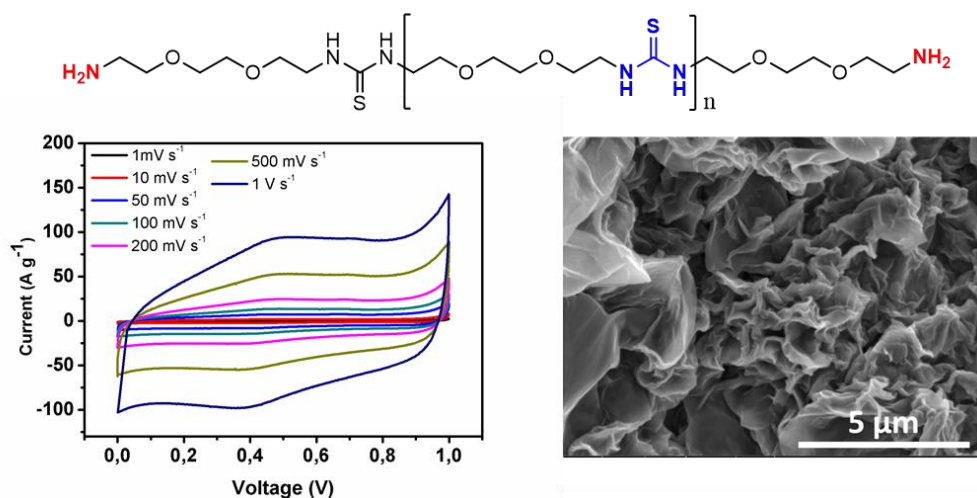 H₂N
O
O
H
N
S
H
N
O
O
S
N
H
N
H
n
O
O
NH₂
1mV s⁻¹
10 mV s⁻¹
50 mV s⁻¹
100 mV s⁻¹
200 mV s⁻¹
500 mV s⁻¹
1 V s⁻¹
Current (A g⁻¹)
200
150
100
50
0
-50
-100
0,0 0,2 0,4 0,6 0,8 1,0
Voltage (V)
5 µm